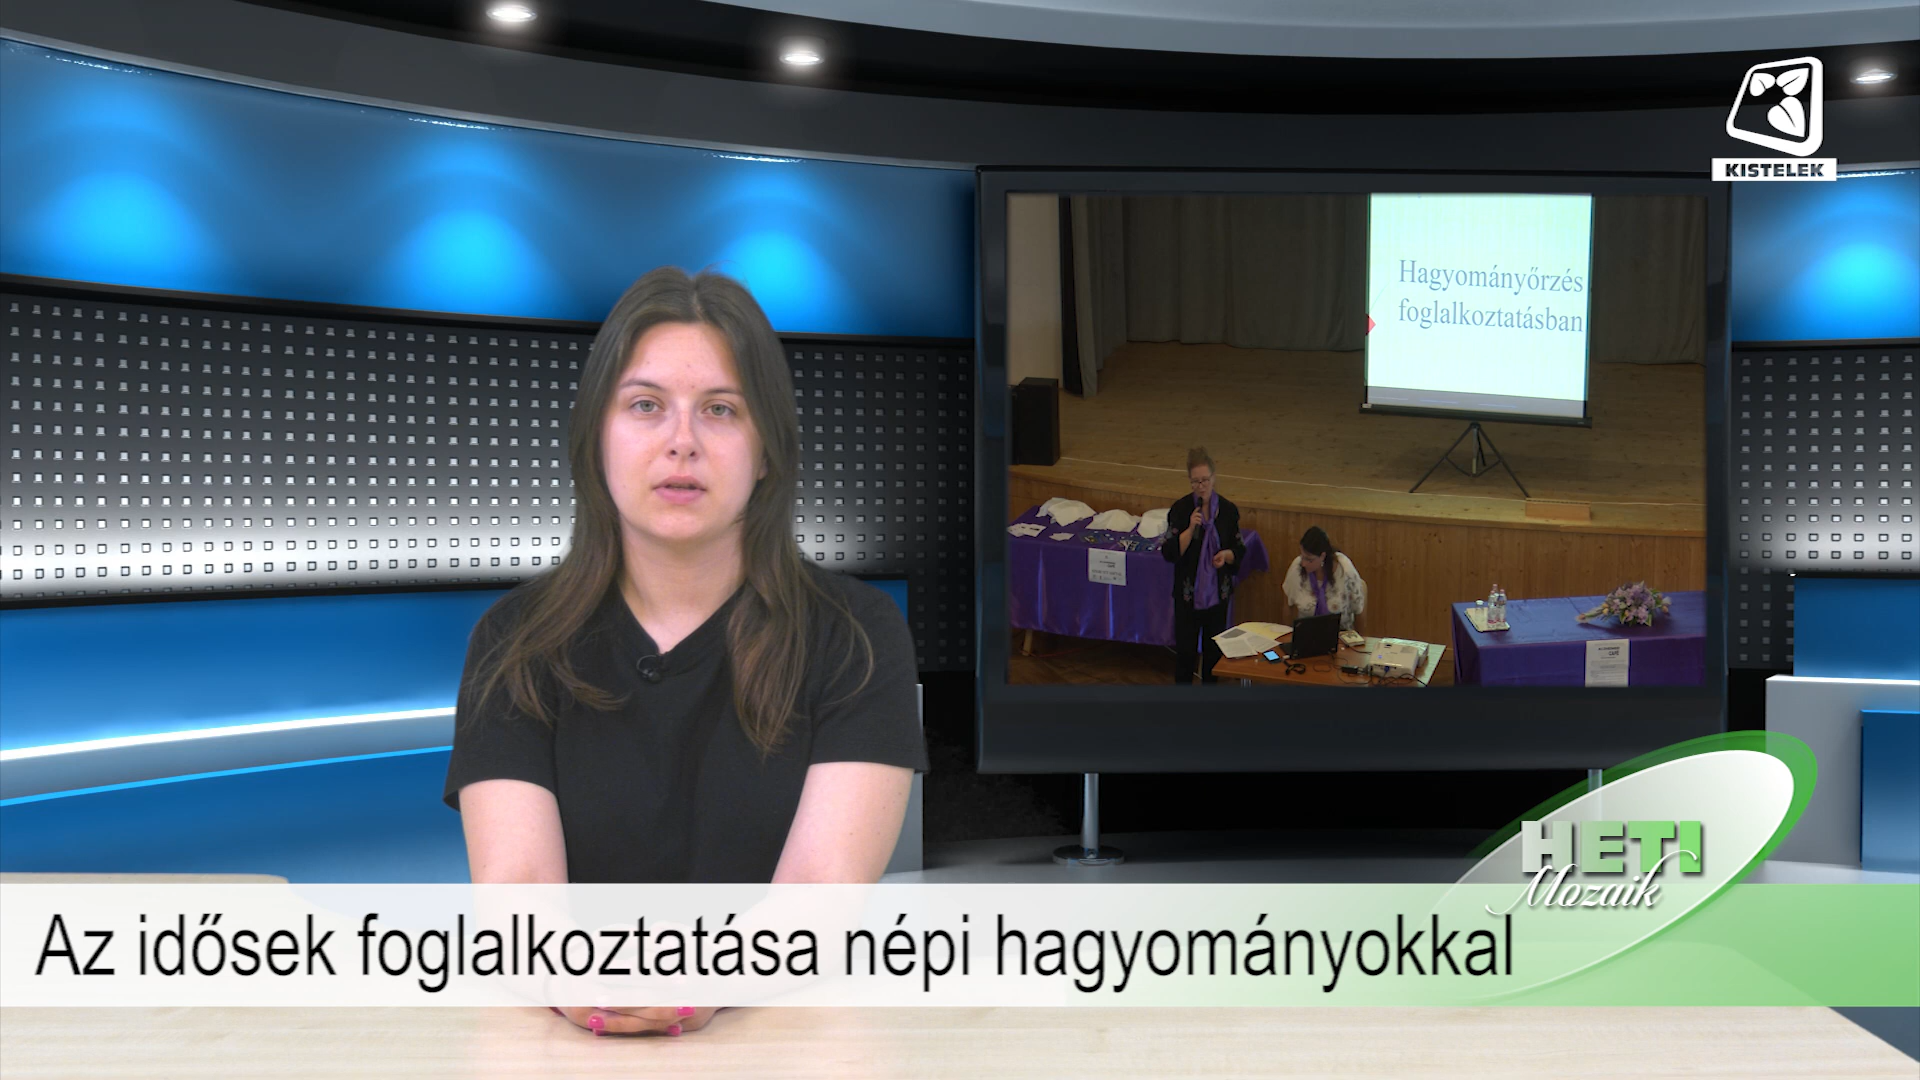 KISTELEK
Hagyományőrzés
foglalkoztatásban
HETI
Mozaik
Az idősek foglalkoztatása népi hagyományokkal